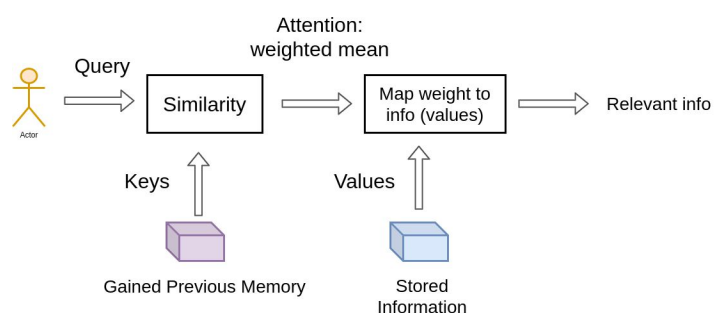 Attention:
weighted mean
Query
Similarity
Map weight to
info (values)
Relevant info
Actor
Keys
Values
Gained Previous Memory
Stored
Information